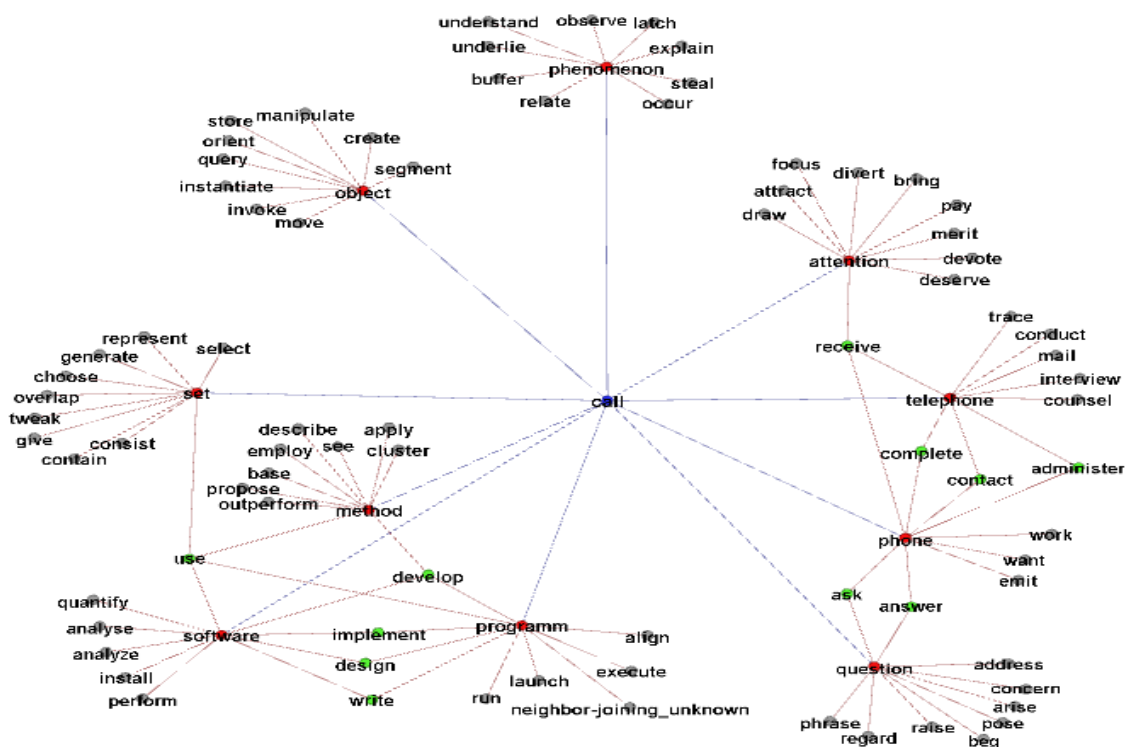 understand
observe
latch
underlie
explain
phenomenon
buffer
steal
relate
occur
store
manipulate
orient
create
query
segment
instantiate
object
invoke
move
focus
divert
bring
attract
draw
pay
merit
attention
devote
deserve
trace
conduct
receive
mail
interview
telephone
counsel
represent
generate
select
choose
set
overlap
tweak
give
consist
contain
call
describe
see
apply
employ
cluster
base
propose
outperform
method
complete
contact
administer
phone
work
want
emit
use
develop
ask
answer
quantify
analyse
software
implement
programm
align
analyze
design
install
launch
execute
perform
write
run
neighbor-joining_unknown
question
address
concern
arise
phrase
raise
pose
regard
beg